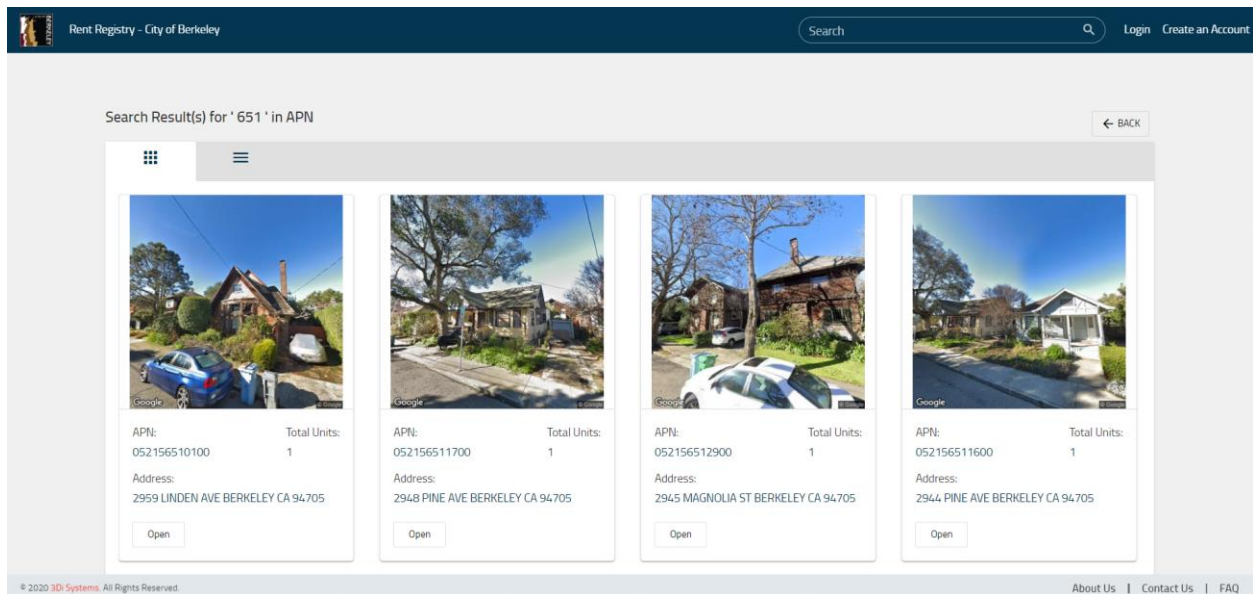 Rent Registry - City of Berkeley
Search
Login Create an Account
Search Result(s) for ' 651 ' in APN
← BACK
Google © Google
Google © Google
Google © Google
Google © Google
APN: Total Units:
052156510100 1
Address:
2959 LINDEN AVE BERKELEY CA 94705
Open
APN: Total Units:
052156511700 1
Address:
2948 PINE AVE BERKELEY CA 94705
Open
APN: Total Units:
052156512900 1
Address:
2945 MAGNOLIA ST BERKELEY CA 94705
Open
APN: Total Units:
052156511600 1
Address:
2944 PINE AVE BERKELEY CA 94705
Open
© 2020 3Di Systems. All Rights Reserved.
About Us | Contact Us | FAQ